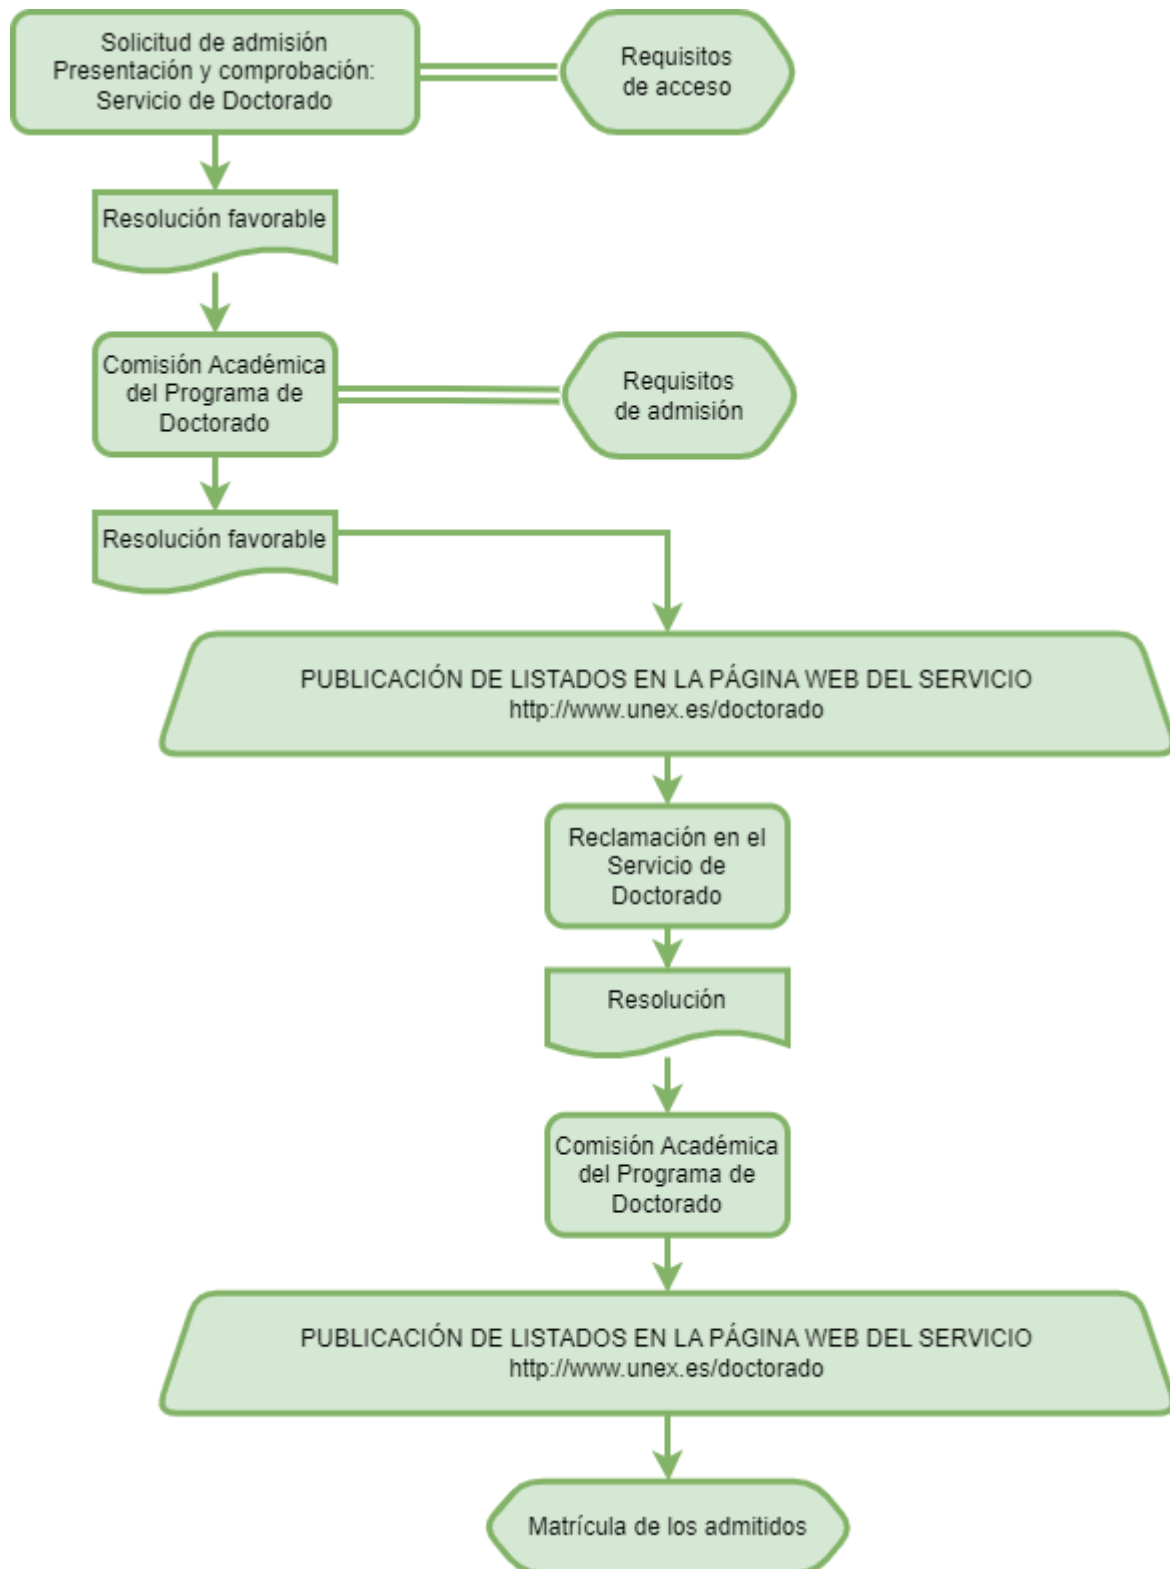 Solicitud de admisión
Presentación y comprobación:
Servicio de Doctorado
Requisitos
de acceso
Resolución favorable
Comisión Académica
del Programa de
Doctorado
Requisitos
de admisión
Resolución favorable
PUBLICACIÓN DE LISTADOS EN LA PÁGINA WEB DEL SERVICIO
http://www.unex.es/doctorado
Reclamación en el
Servicio de
Doctorado
Resolución
Comisión Académica
del Programa de
Doctorado
PUBLICACIÓN DE LISTADOS EN LA PÁGINA WEB DEL SERVICIO
http://www.unex.es/doctorado
Matrícula de los admitidos